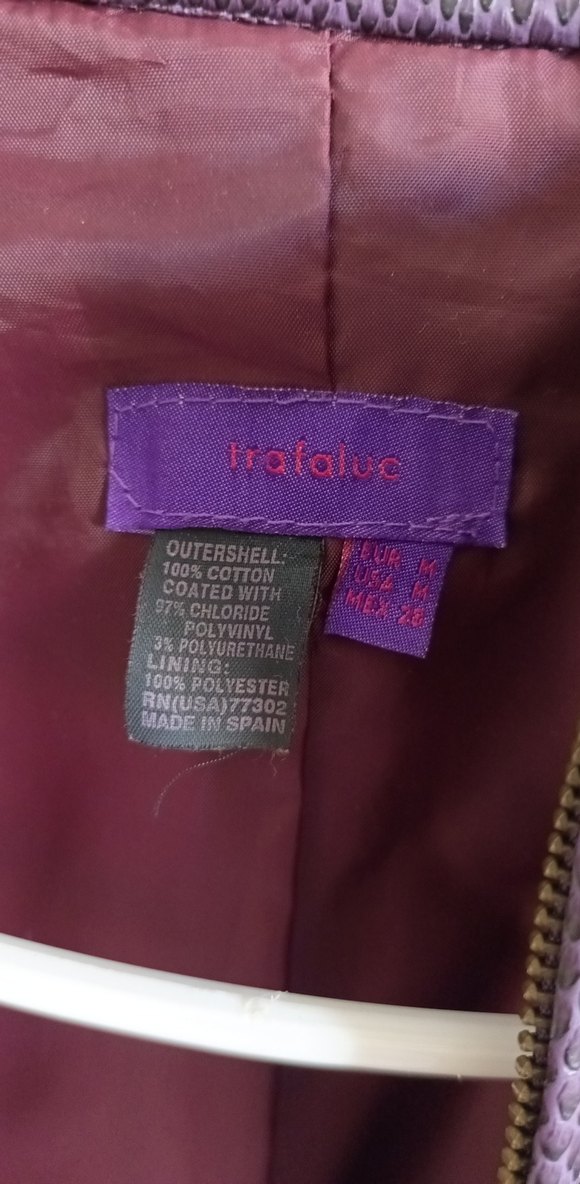 trafaluc
OUTERSHELL:
100% COTTON
COATED WITH
97% CHLORIDE
POLYVINYL
3% POLYURETHANE
LINING:
100% POLYESTER
RN(USA)77302
MADE IN SPAIN
EUR M
USA M
MEX 28